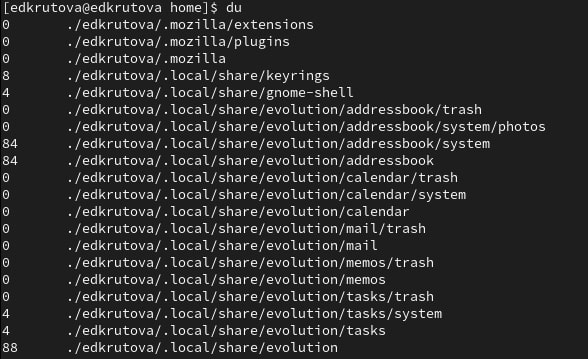 [edkrutova@edkrutova home]$ du
0       ./edkrutova/.mozilla/extensions
0       ./edkrutova/.mozilla/plugins
0       ./edkrutova/.mozilla
8       ./edkrutova/.local/share/keyrings
4       ./edkrutova/.local/share/gnome-shell
0       ./edkrutova/.local/share/evolution/addressbook/trash
0       ./edkrutova/.local/share/evolution/addressbook/system/photos
84      ./edkrutova/.local/share/evolution/addressbook/system
84      ./edkrutova/.local/share/evolution/addressbook
0       ./edkrutova/.local/share/evolution/calendar/trash
0       ./edkrutova/.local/share/evolution/calendar/system
0       ./edkrutova/.local/share/evolution/calendar
0       ./edkrutova/.local/share/evolution/mail/trash
0       ./edkrutova/.local/share/evolution/mail
0       ./edkrutova/.local/share/evolution/memos/trash
0       ./edkrutova/.local/share/evolution/memos
0       ./edkrutova/.local/share/evolution/tasks/trash
4       ./edkrutova/.local/share/evolution/tasks/system
4       ./edkrutova/.local/share/evolution/tasks
88      ./edkrutova/.local/share/evolution